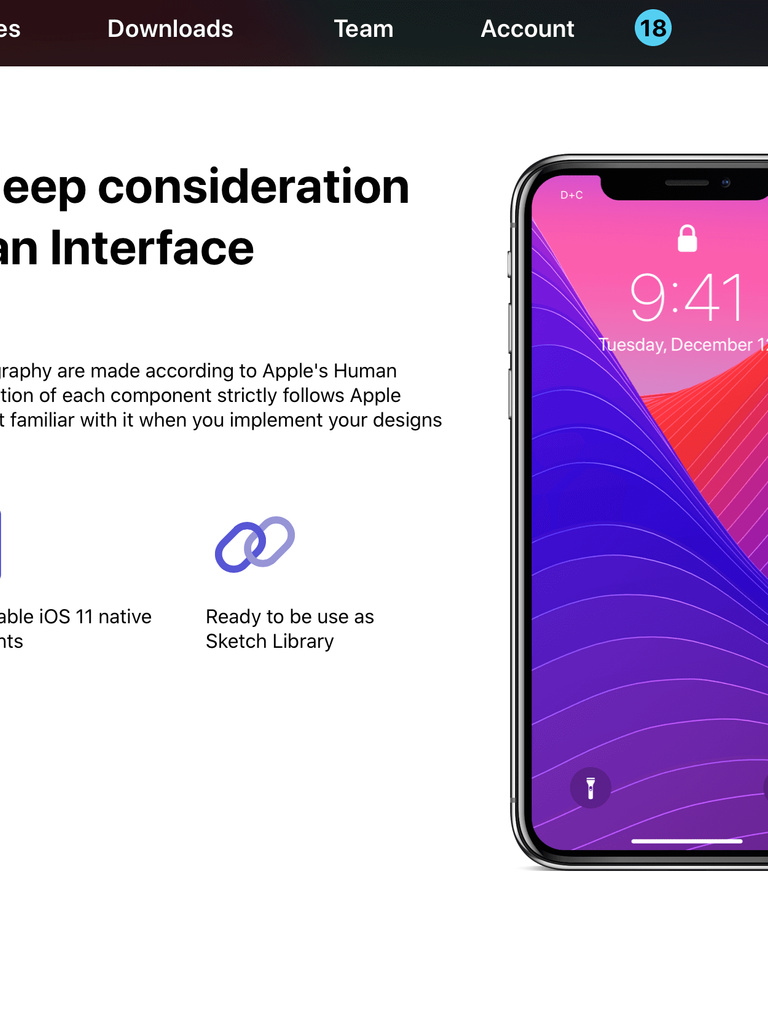 es Downloads Team Account 18
eep consideration
an Interface
graphy are made according to Apple's Human
tion of each component strictly follows Apple
t familiar with it when you implement your designs
able iOS 11 native
nts
Ready to be use as
Sketch Library
D+C
9:41
Tuesday, December 12